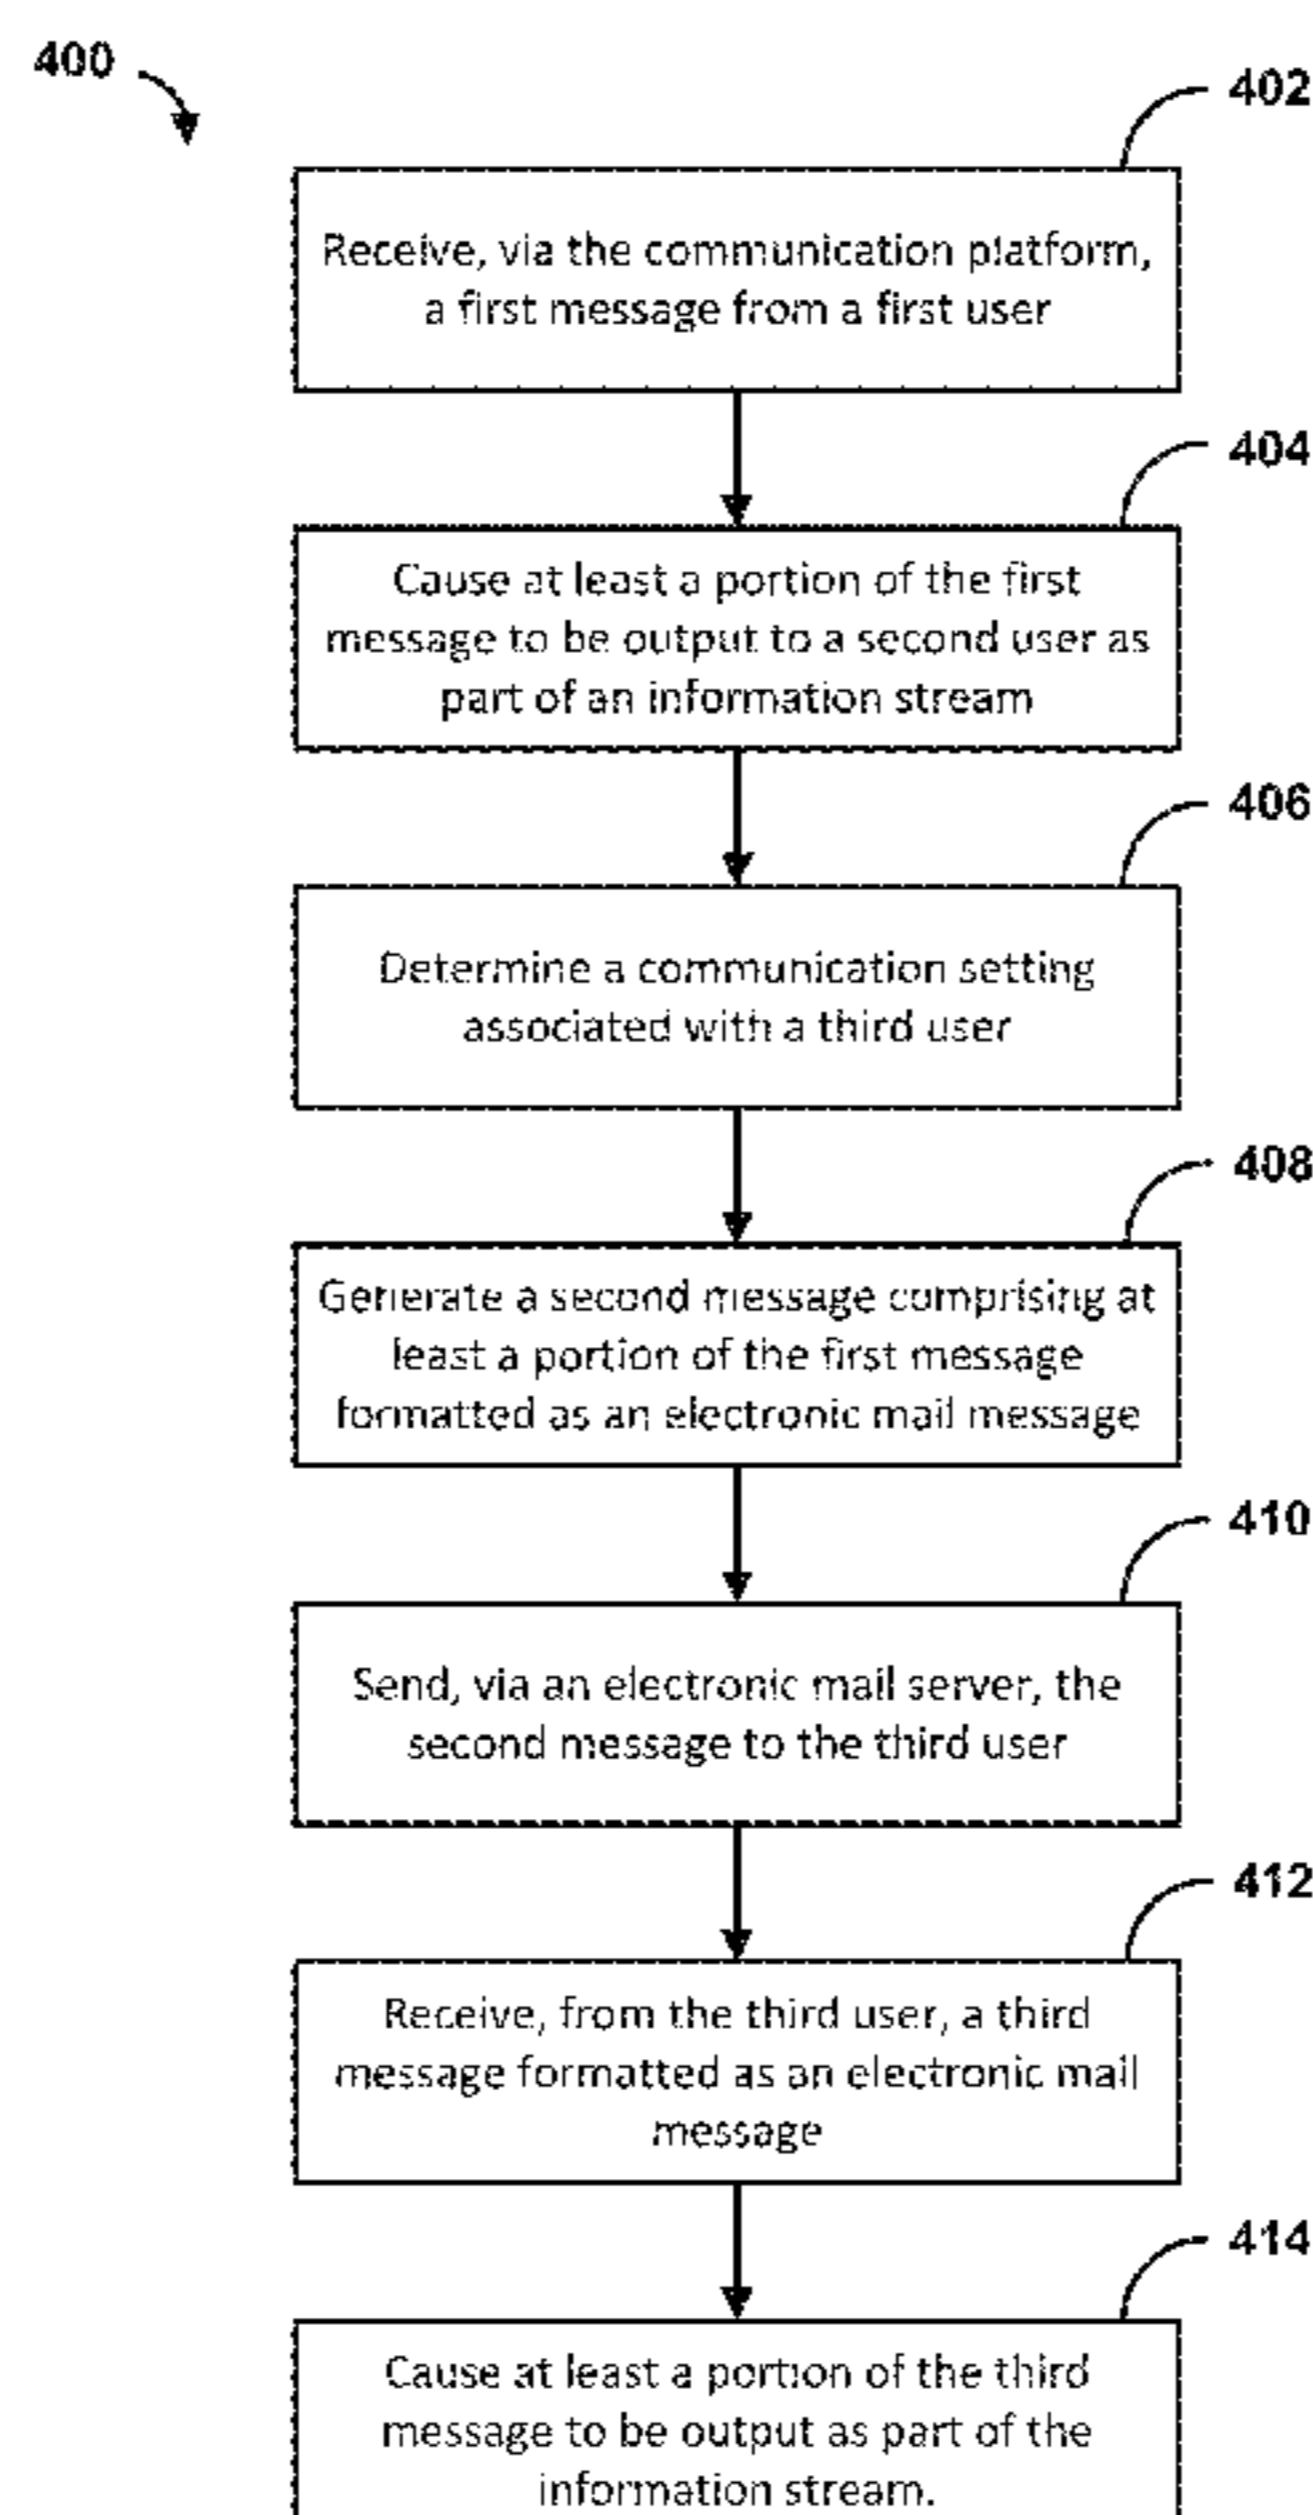 400
402
Receive, via the communication platform,
a first message from a first user
404
Cause at least a portion of the first
message to be output to a second user as
part of an information stream
406
Determine a communication setting
associated with a third user
408
Generate a second message comprising at
least a portion of the first message
formatted as an electronic mail message
410
Send, via an electronic mail server, the
second message to the third user
412
Receive, from the third user, a third
message formatted as an electronic mail
message
414
Cause at least a portion of the third
message to be output as part of the
information stream.